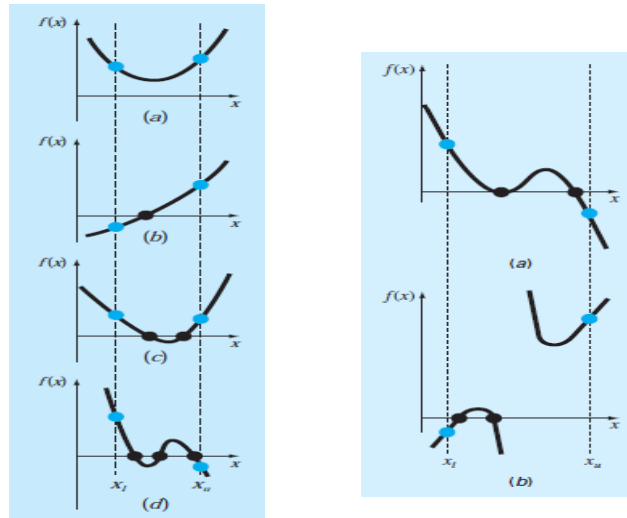 f(x)
x
(a)
f(x)
x
(b)
f(x)
x
(c)
f(x)
x
x_l
x_u
(d)
f(x)
x
(a)
f(x)
x
x_l
x_u
(b)